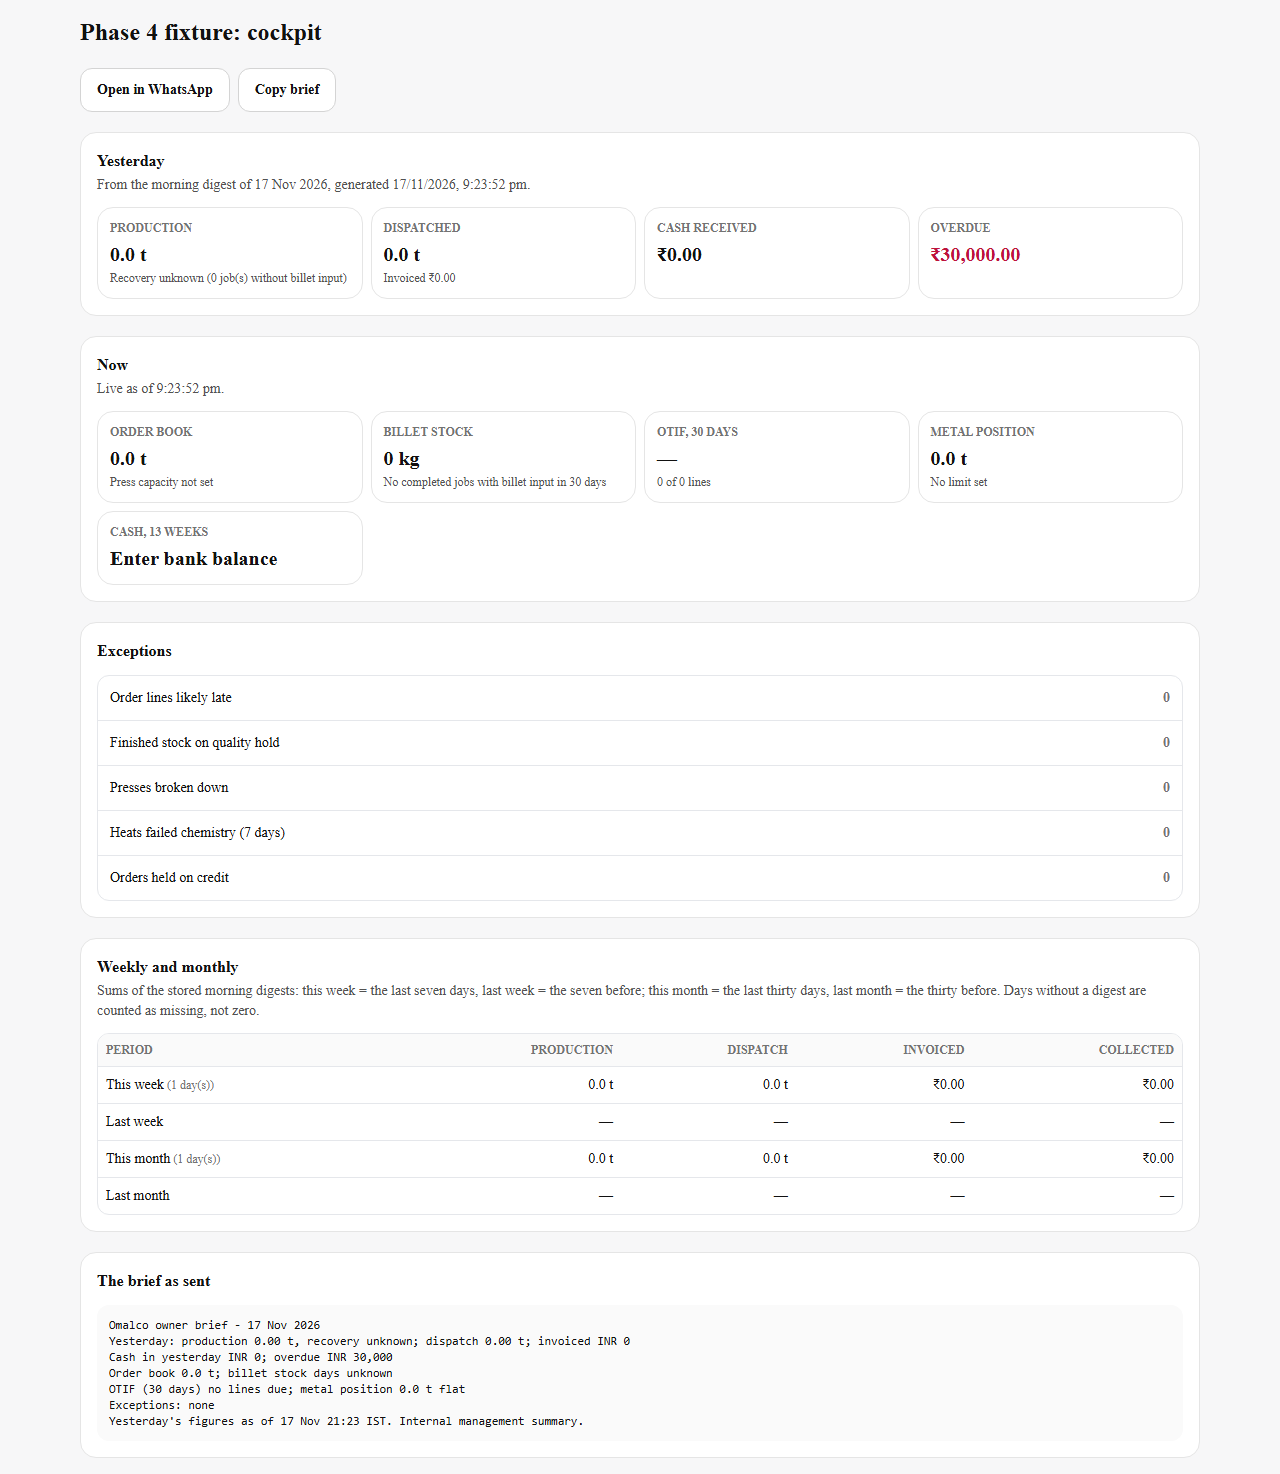 Phase 4 fixture: cockpit
Open in WhatsApp Copy brief
Yesterday
From the morning digest of 17 Nov 2026, generated 17/11/2026, 9:23:52 pm.
PRODUCTION
0.0 t
Recovery unknown (0 job(s) without billet input)
DISPATCHED
0.0 t
Invoiced ₹0.00
CASH RECEIVED
₹0.00
OVERDUE
₹30,000.00
Now
Live as of 9:23:52 pm.
ORDER BOOK
0.0 t
Press capacity not set
BILLET STOCK
0 kg
No completed jobs with billet input in 30 days
OTIF, 30 DAYS
—
0 of 0 lines
METAL POSITION
0.0 t
No limit set
CASH, 13 WEEKS
Enter bank balance
Exceptions
Order lines likely late 0
Finished stock on quality hold 0
Presses broken down 0
Heats failed chemistry (7 days) 0
Orders held on credit 0
Weekly and monthly
Sums of the stored morning digests: this week = the last seven days, last week = the seven before; this month = the last thirty days, last month = the thirty before. Days without a digest are
counted as missing, not zero.
PERIOD PRODUCTION DISPATCH INVOICED COLLECTED
This week (1 day(s)) 0.0 t 0.0 t ₹0.00 ₹0.00
Last week — — — —
This month (1 day(s)) 0.0 t 0.0 t ₹0.00 ₹0.00
Last month — — — —
The brief as sent
Omalco owner brief - 17 Nov 2026
Yesterday: production 0.00 t, recovery unknown; dispatch 0.00 t; invoiced INR 0
Cash in yesterday INR 0; overdue INR 30,000
Order book 0.0 t; billet stock days unknown
OTIF (30 days) no lines due; metal position 0.0 t flat
Exceptions: none
Yesterday's figures as of 17 Nov 21:23 IST. Internal management summary.